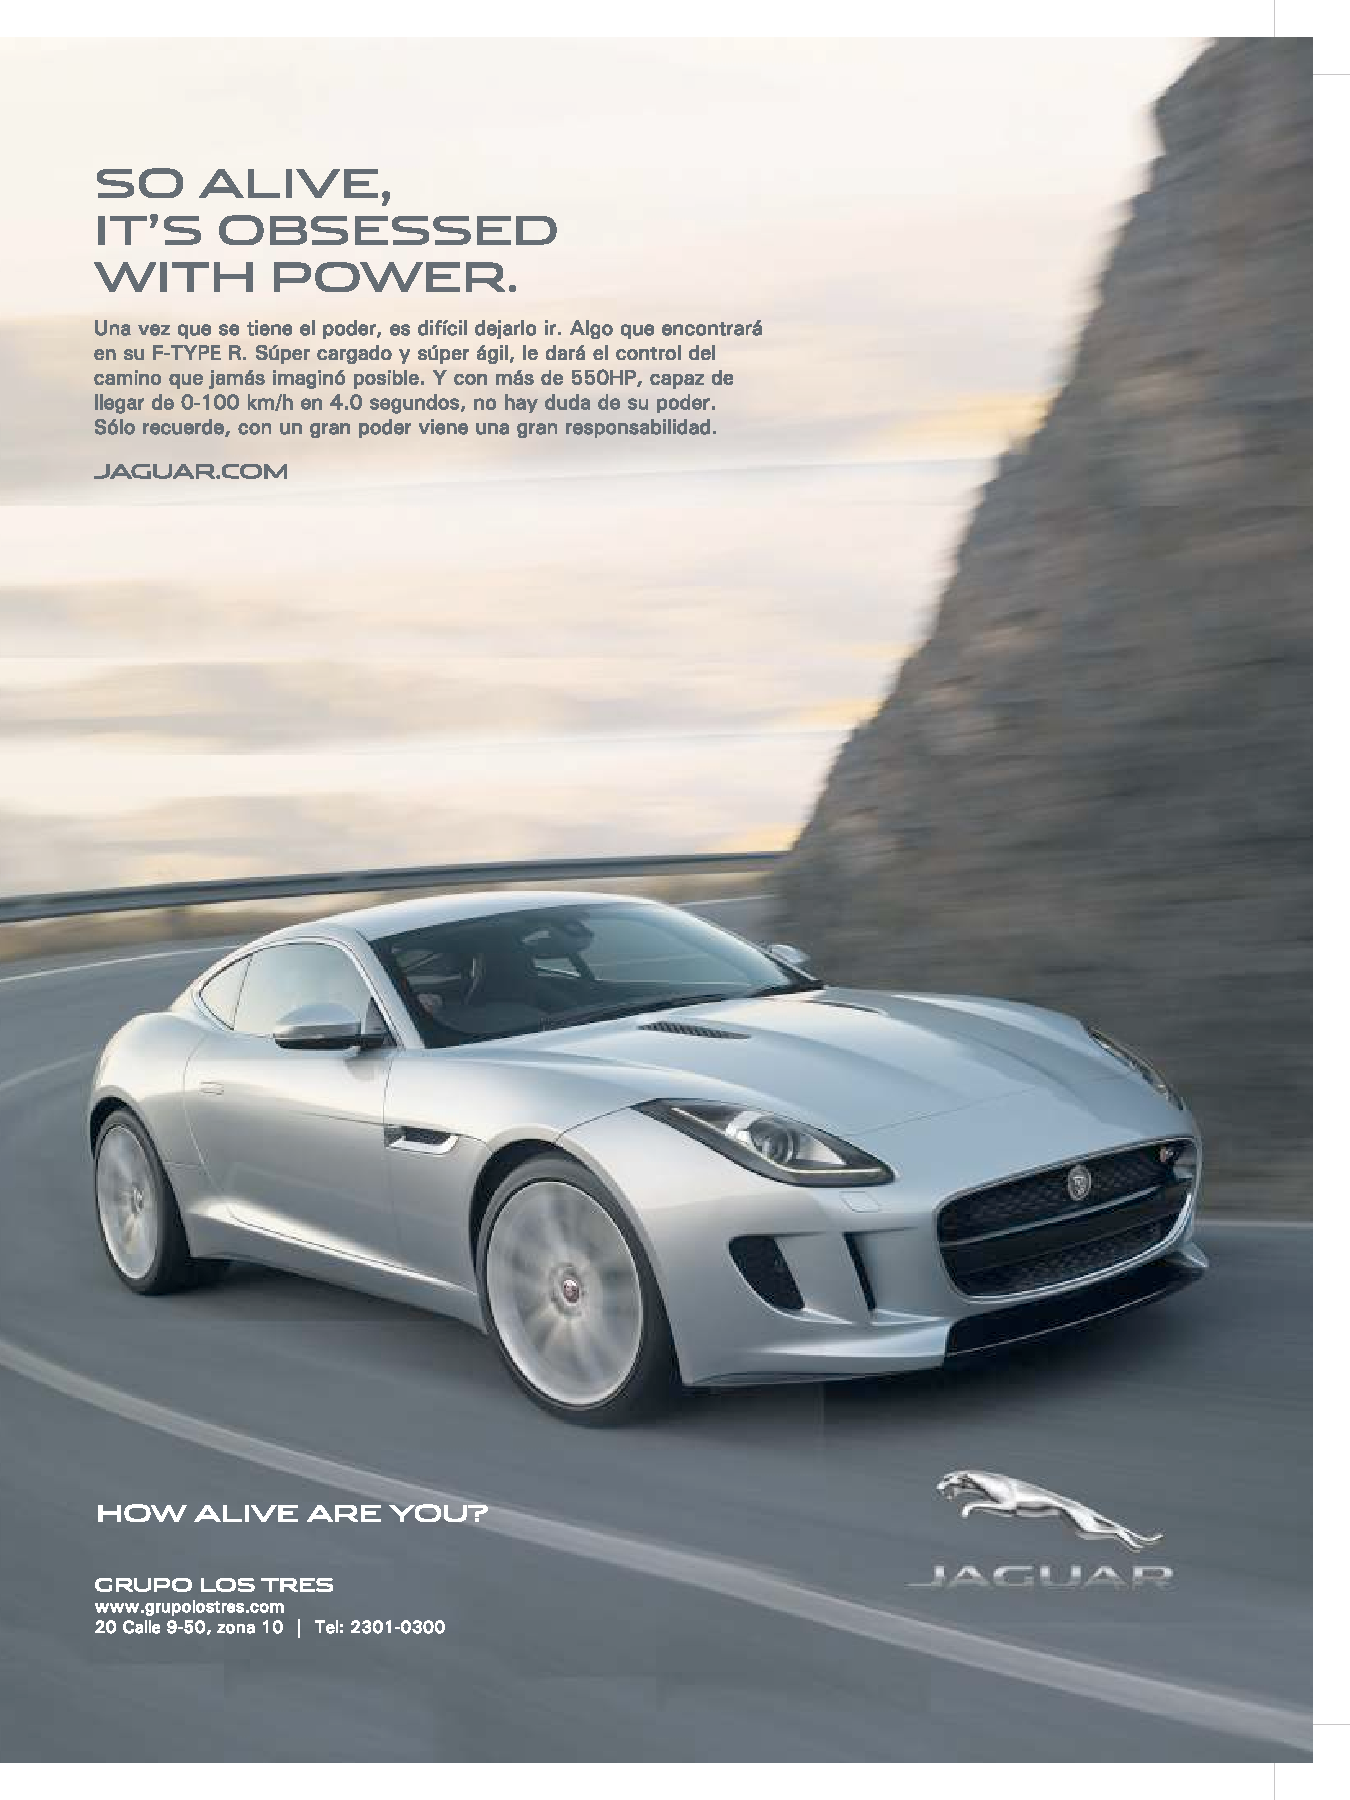 SO ALIVE,
IT'S OBSESSED
WITH POWER.
Una vez que se tiene el poder, es difícil dejarlo ir. Algo que encontrará
en su F-TYPE R. Súper cargado y súper ágil, le dará el control del
camino que jamás imaginó posible. Y con más de 550HP, capaz de
llegar de 0-100 km/h en 4.0 segundos, no hay duda de su poder.
Sólo recuerde, con un gran poder viene una gran responsabilidad.
JAGUAR.COM
HOW ALIVE ARE YOU?
JAGUAR
GRUPO LOS TRES
www.grupolostres.com
20 Calle 9-50, zona 10 | Tel: 2301-0300